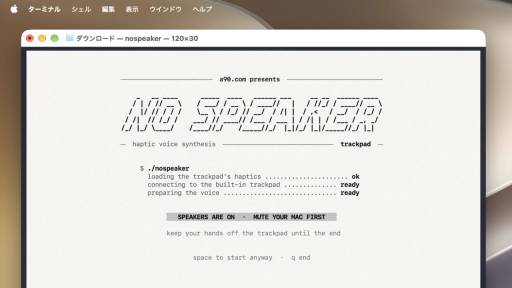 ターミナル シェル 編集 表示 ウインドウ ヘルプ
ダウンロード — nospeaker — 120×30
a90.com presents
NO SPEAKER
haptic voice synthesis trackpad
$ ./nospeaker
loading the trackpad's haptics ...................... ok
connecting to the built-in trackpad .............. ready
preparing the voice .............................. ready
SPEAKERS ARE ON · MUTE YOUR MAC FIRST
keep your hands off the trackpad until the end
space to start anyway · q end